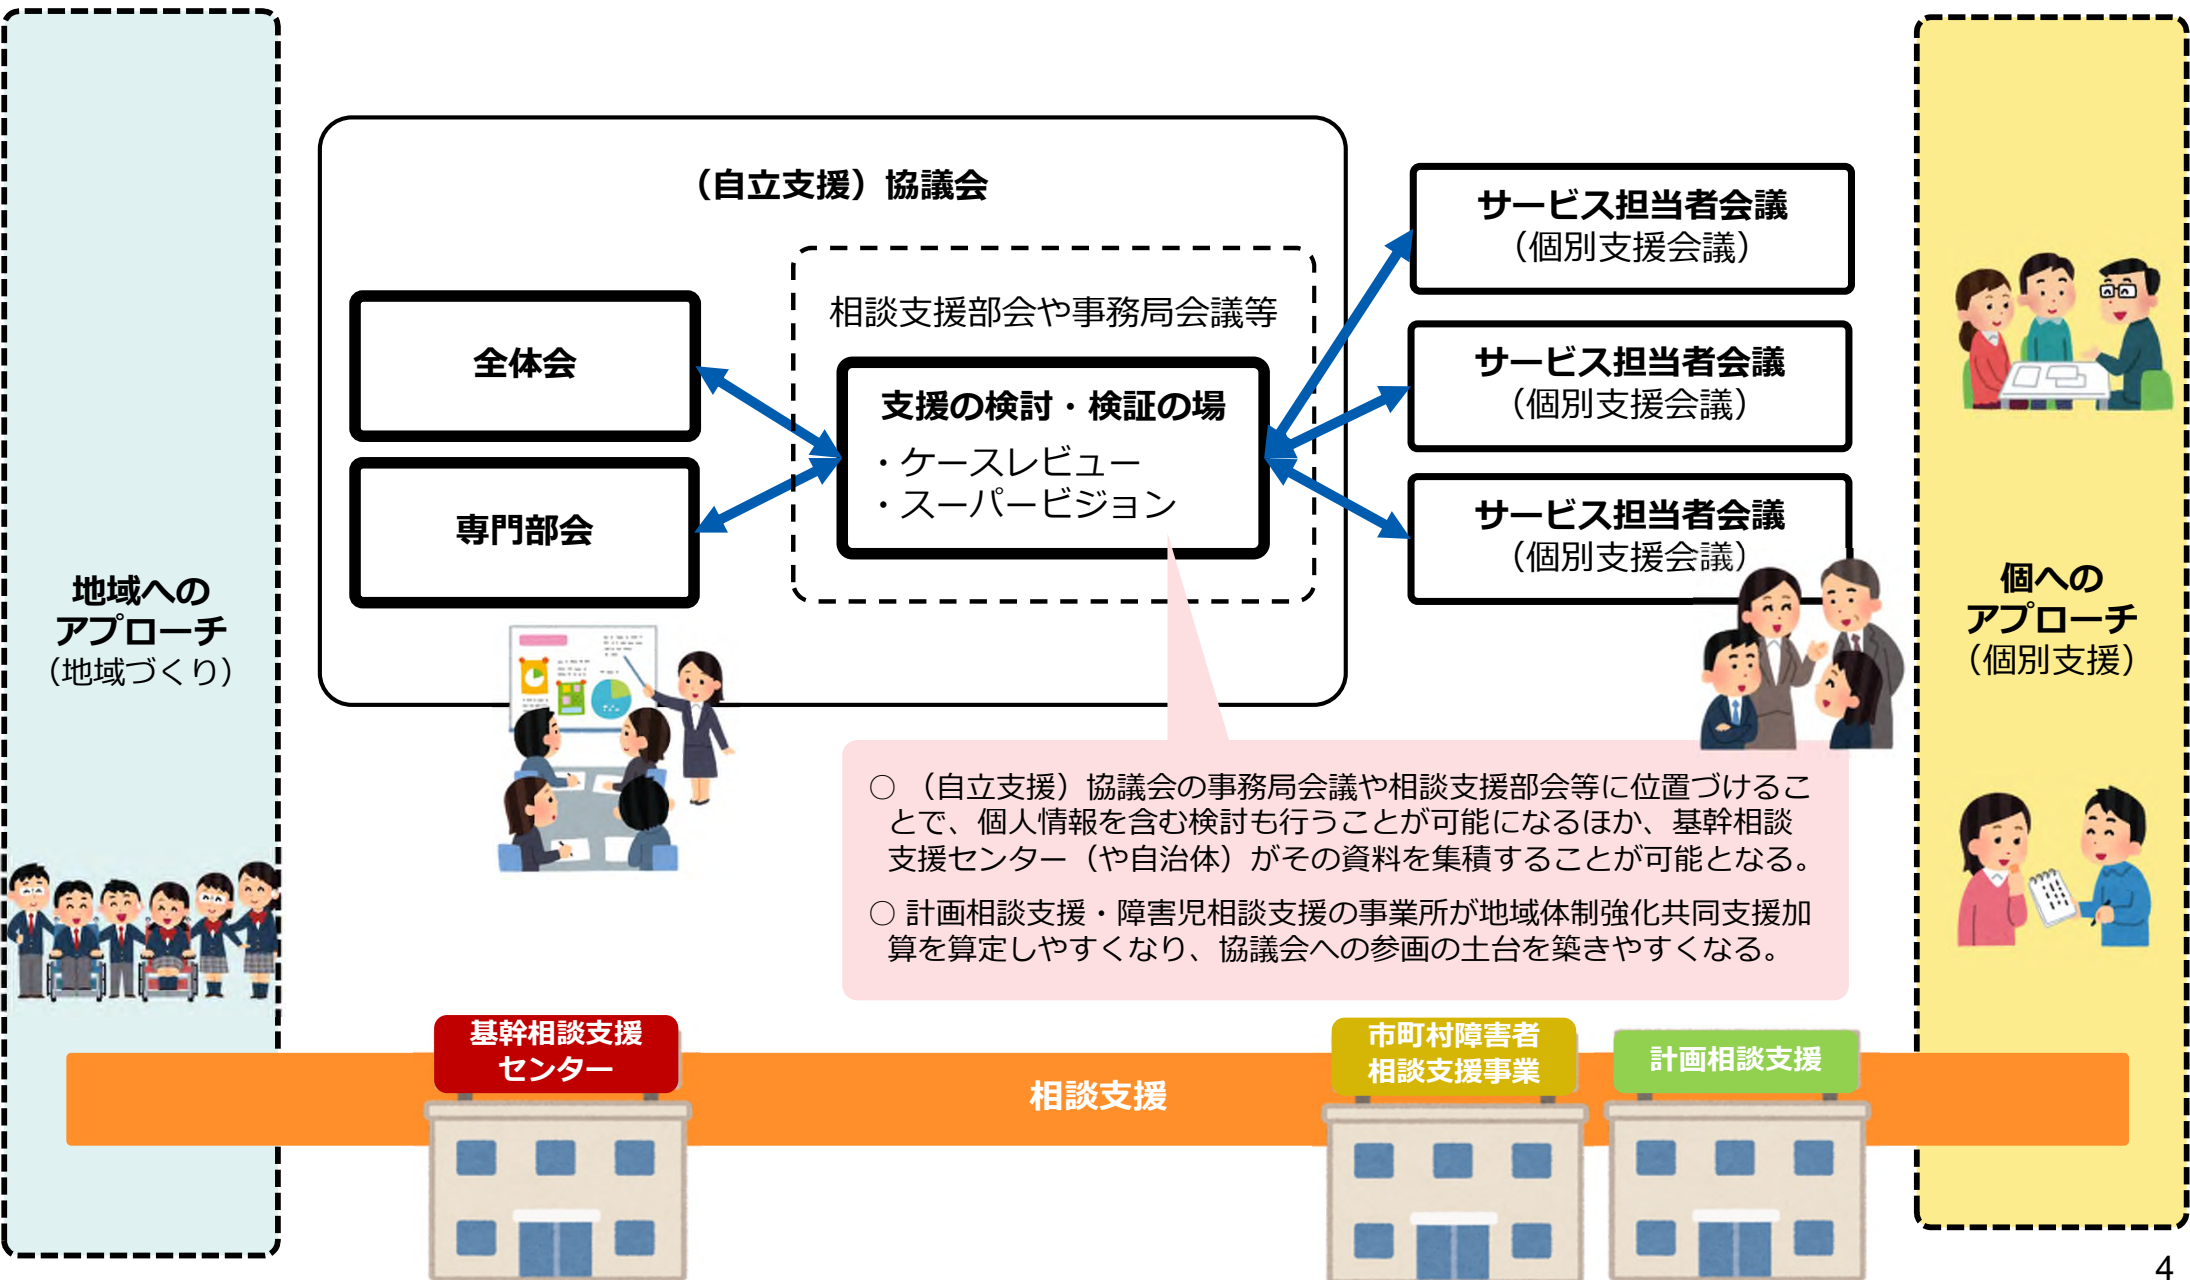 （自立支援）協議会
相談支援部会や事務局会議等
全体会
専門部会
支援の検討・検証の場
・ケースレビュー
・スーパービジョン
サービス担当者会議
（個別支援会議）
サービス担当者会議
（個別支援会議）
サービス担当者会議
（個別支援会議）
地域への
アプローチ
（地域づくり）
個への
アプローチ
（個別支援）
○ （自立支援）協議会の事務局会議や相談支援部会等に位置づけるこ
とで、個人情報を含む検討も行うことが可能になるほか、基幹相談
支援センター（や自治体）がその資料を集積することが可能となる。
○ 計画相談支援・障害児相談支援の事業所が地域体制強化共同支援加
算を算定しやすくなり、協議会への参画の土台を築きやすくなる。
基幹相談支援
センター
相談支援
市町村障害者
相談支援事業
計画相談支援
4